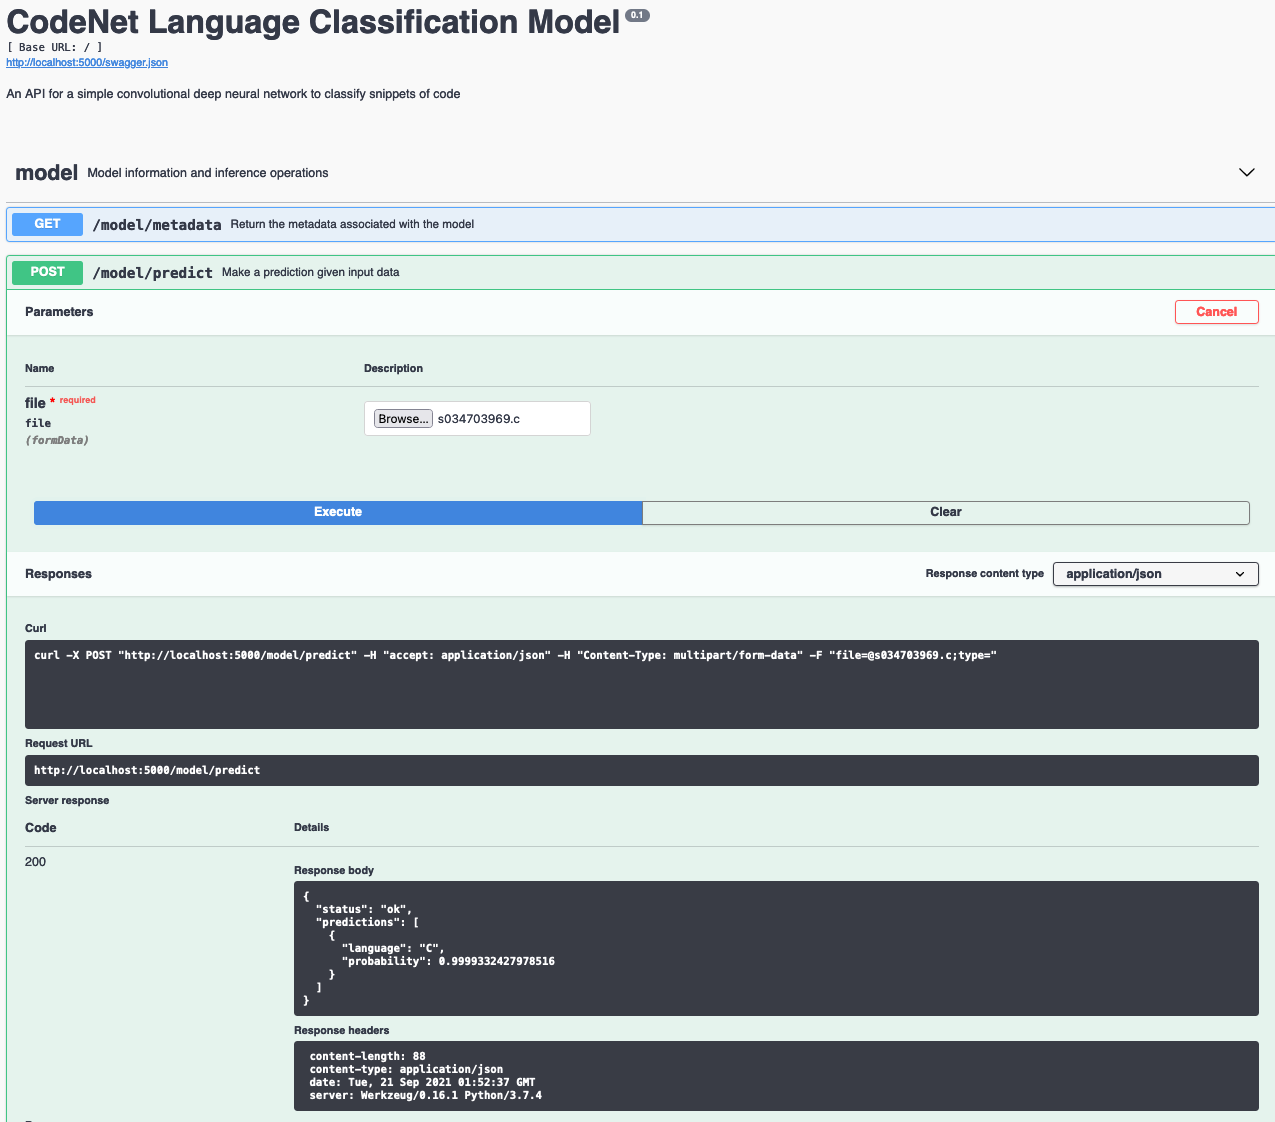 CodeNet Language Classification Model 0.1
[ Base URL: / ]
http://localhost:5000/swagger.json
An API for a simple convolutional deep neural network to classify snippets of code
model Model information and inference operations
GET /model/metadata Return the metadata associated with the model
POST /model/predict Make a prediction given input data
Parameters Cancel
Name Description
file * required
file
(formData)
Browse... s034703969.c
Execute Clear
Responses Response content type application/json
Curl
curl -X POST "http://localhost:5000/model/predict" -H "accept: application/json" -H "Content-Type: multipart/form-data" -F "file=@s034703969.c;type="
Request URL
http://localhost:5000/model/predict
Server response
Code Details
200
Response body
{
"status": "ok",
"predictions": [
{
"language": "C",
"probability": 0.9999332427978516
}
]
}
Response headers
content-length: 88
content-type: application/json
date: Tue, 21 Sep 2021 01:52:37 GMT
server: Werkzeug/0.16.1 Python/3.7.4